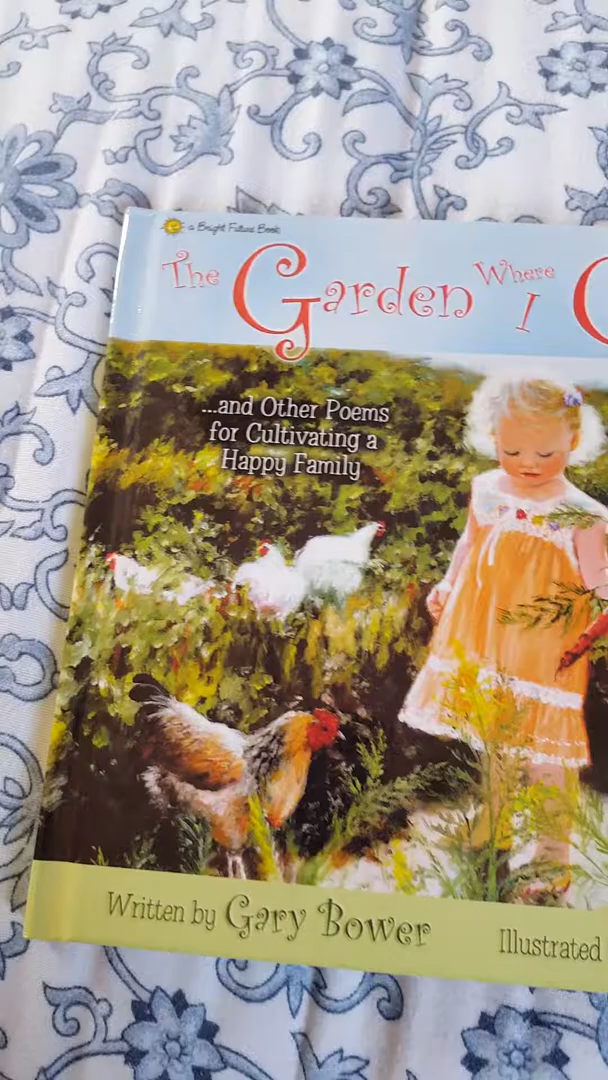 a Bright Future Book
The Garden Where I
...and Other Poems
for Cultivating a
Happy Family
Written by Gary Bower
Illustrated